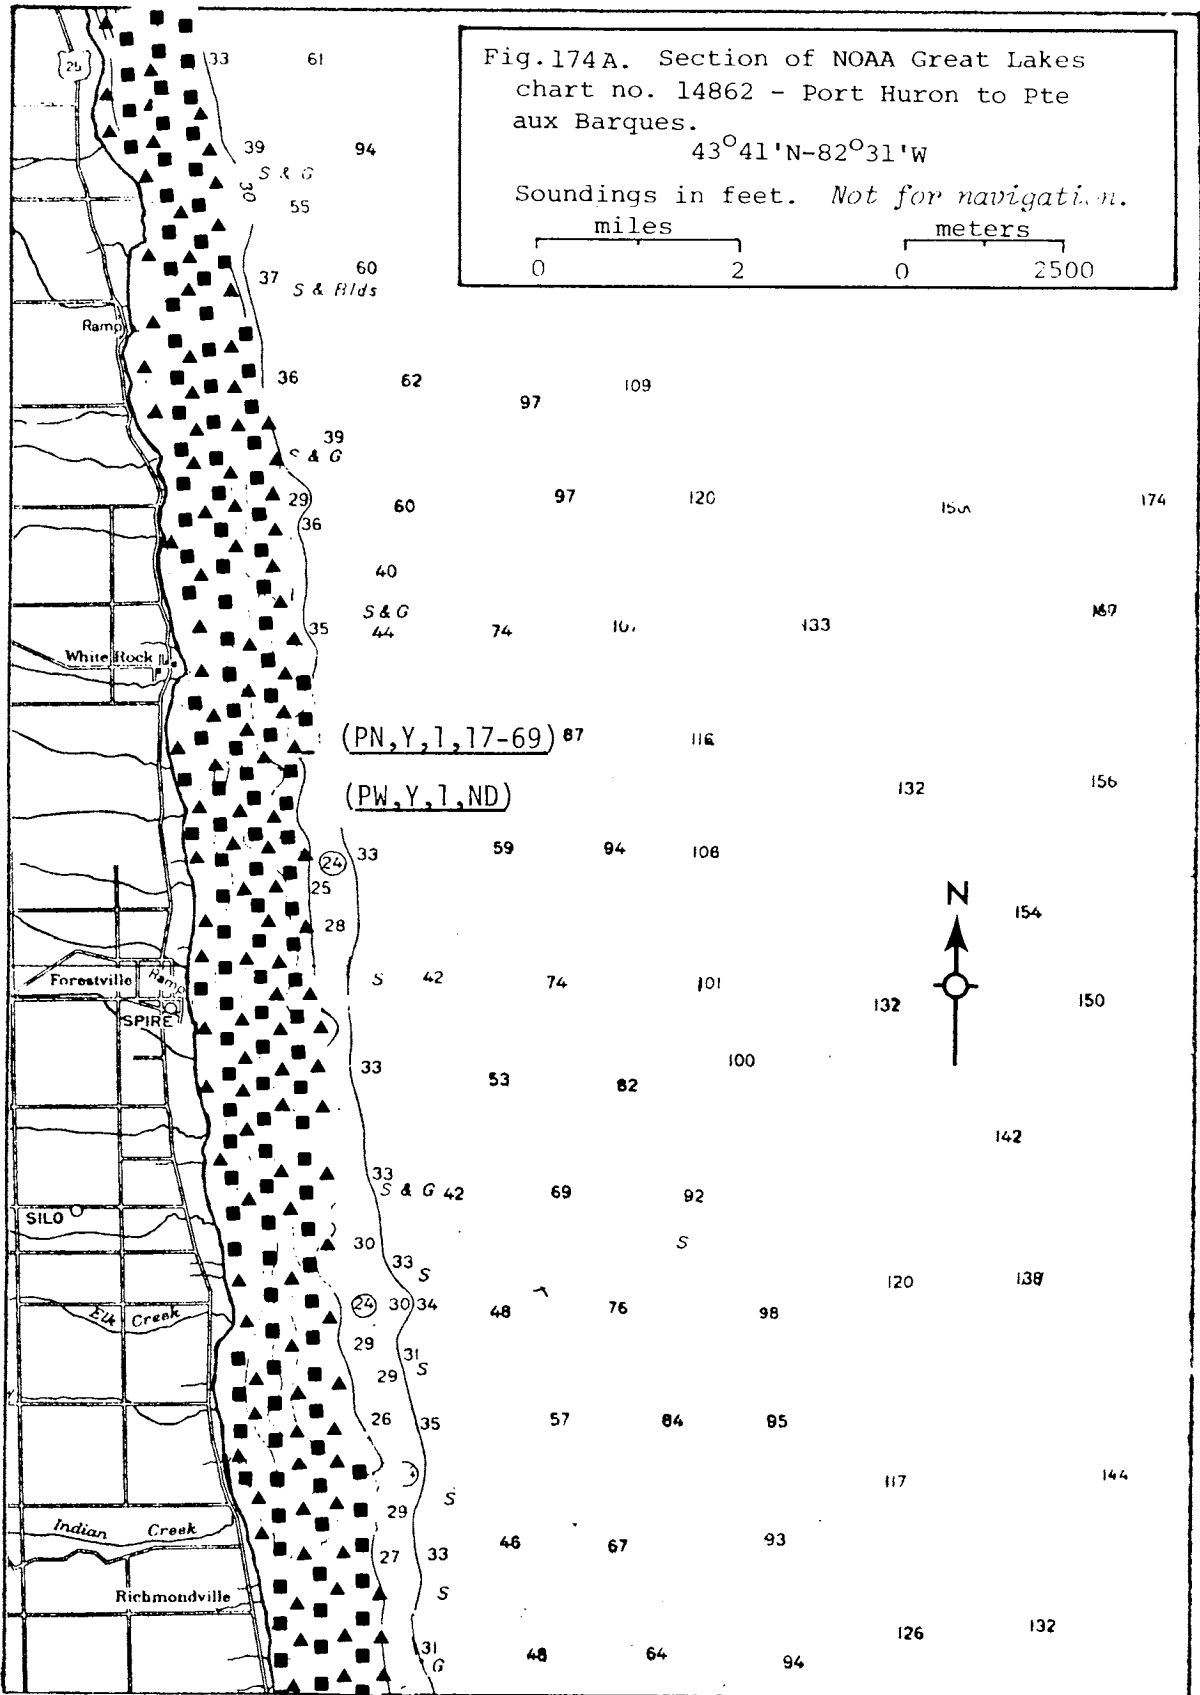 Fig.174A. Section of NOAA Great Lakes
chart no. 14862 - Port Huron to Pte
aux Barques.
43°41'N-82°31'W
Soundings in feet. Not for
miles meters
0 2 0 2500
25
33 61
39 94
S & G
30
55
60
37
S & Blds
Ramp
36 62 97 109
39
S & G
29 60 97 120 174
36
40
S & G
35 44 74 133
White Rock
(PN,Y,1,17-69) 87 116
(PW,Y,1,ND) 132 156
24 33 59 94 108
25
28 154
N
Forestville Ramp S 42 74 101 132 150
SPIRE
33 53 82 100
142
33
S & G 42 69 92
SILO
30 S
33 S
120 138
24 30 34 48 76 98
Elk Creek
29 31
S
29
26 35 57 84 95
117 144
S
29
Indian Creek
27 33 46 67 93
Richmondville S
126 132
31 48 64 94
G